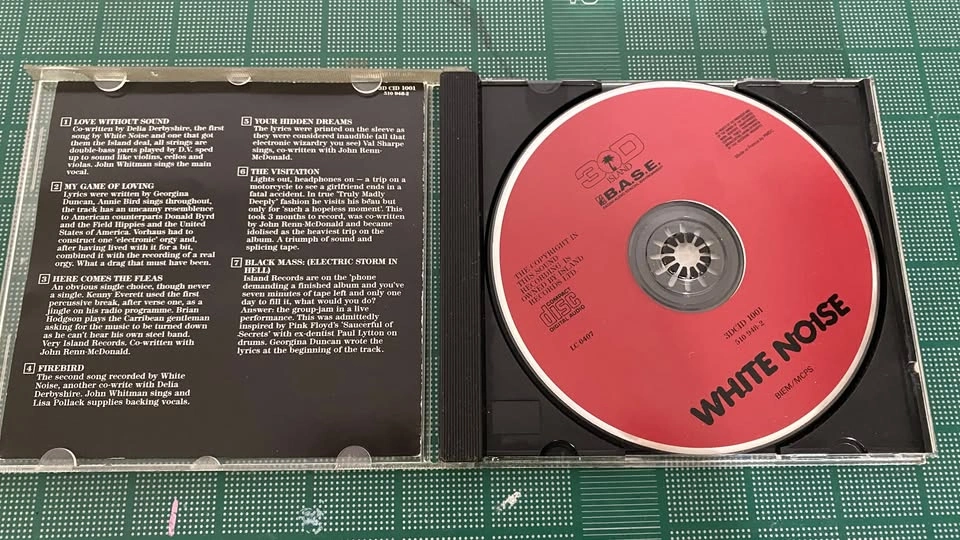 3D CID 1001
510 948-2
1 LOVE WITHOUT SOUND
Co-written by Delia Derbyshire, the first
song by White Noise and one that got
them the Island deal, all strings are
double-bass parts played by D.V. sped
up to sound like violins, cellos and
violas. John Whitman sings the main
vocal.
2 MY GAME OF LOVING
Lyrics were written by Georgina
Duncan, Annie Bird sings throughout,
the track has an uncanny resemblence
to American counterparts Donald Byrd
and the Field Hippies and the United
States of America. Vorhaus had to
construct one 'electronic' orgy and,
after having lived with it for a bit,
combined it with the recording of a real
orgy. What a drag that must have been.
3 HERE COMES THE FLEAS
An obvious single choice, though never
a single. Kenny Everett used the first
percussive break, after verse one, as a
jingle on his radio programme. Brian
Hodgson plays the Carribean gentleman
asking for the music to be turned down
as he can't hear his own steel band.
Very Island Records. Co-written with
John Renn-McDonald.
4 FIREBIRD
The second song recorded by White
Noise, another co-write with Delia
Derbyshire. John Whitman sings and
Lisa Pollack supplies backing vocals.
5 YOUR HIDDEN DREAMS
The lyrics were printed on the sleeve as
they were considered inaudible (all that
electronic wizardry you see) Val Sharpe
sings, co-written with John Renn-
McDonald.
6 THE VISITATION
Lights out, headphones on — a trip on a
motorcycle to see a girlfriend ends in a
fatal accident. In true 'Truly Madly
Deeply' fashion he visits his beau but
only for 'such a hopeless moment'. This
took 3 months to record, was co-written
by John Renn-McDonald and became
idolised as the heaviest trip on the
album. A triumph of sound and
splicing tape.
7 BLACK MASS: (ELECTRIC STORM IN
HELL)
Island Records are on the 'phone
demanding a finished album and you've
seven minutes of tape left and only one
day to fill it, what would you do?
Answer: the group-jam in a live
performance. This was admittedly
inspired by Pink Floyd's 'Saucerful of
Secrets' with ex-dentist Paul Lytton on
drums. Georgina Duncan wrote the
lyrics at the beginning of the track.
3D
ISLAND
B.A.S.E
THE COPYRIGHT IN
THIS SOUND
RECORDING IS
OWNED BY ISLAND
RECORDS LTD
COMPACT
disc
DIGITAL AUDIO
LC 0407
3DCID 1001
510 948-2
WHITE NOISE
BIEM/MCPS